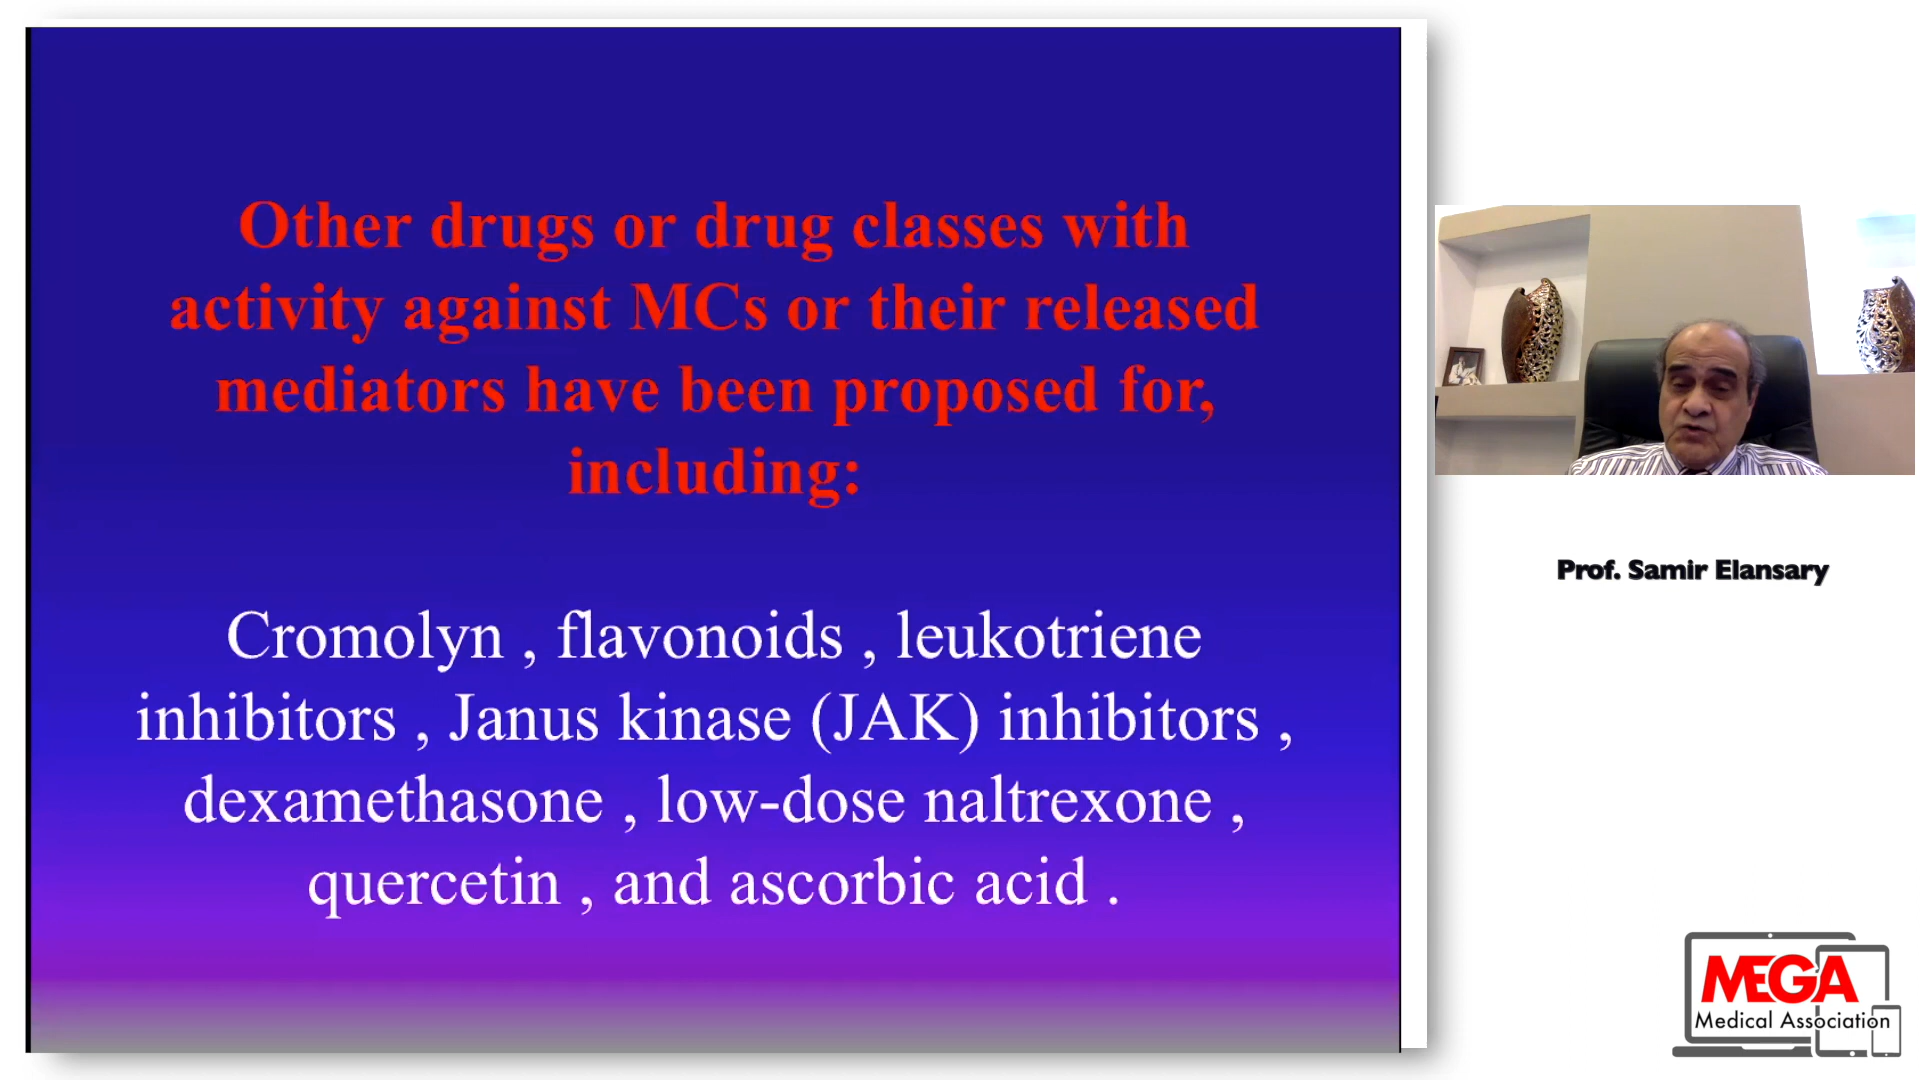 Other drugs or drug classes with
activity against MCs or their released
mediators have been proposed for,
including:
Cromolyn , flavonoids , leukotriene
inhibitors , Janus kinase (JAK) inhibitors ,
dexamethasone , low-dose naltrexone ,
quercetin , and ascorbic acid .
Prof. Samir Elansary
MEGA
Medical Association